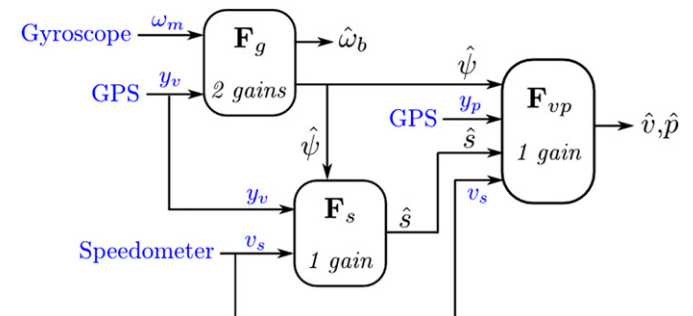 Gyroscope
ω_m
F_g
2 gains
ω̂_b
GPS
y_v
ψ̂
ψ̂
GPS
y_p
ŝ
v_s
F_vp
1 gain
v̂,p̂
y_v
F_s
1 gain
ŝ
Speedometer
v_s